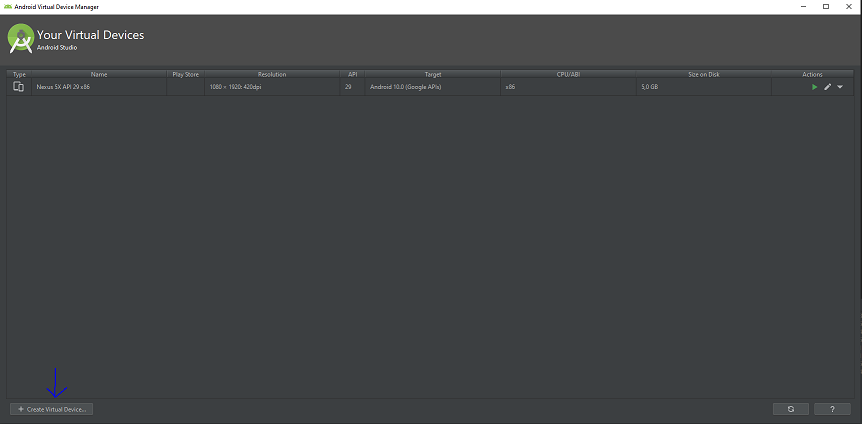 Android Virtual Device Manager
Your Virtual Devices
Android Studio
Type Name Play Store Resolution API Target CPU/ABI Size on Disk Actions
Nexus 5X API 29 x86 1080 × 1920: 420dpi 29 Android 10.0 (Google APIs) x86 5,0 GB
+ Create Virtual Device... ?